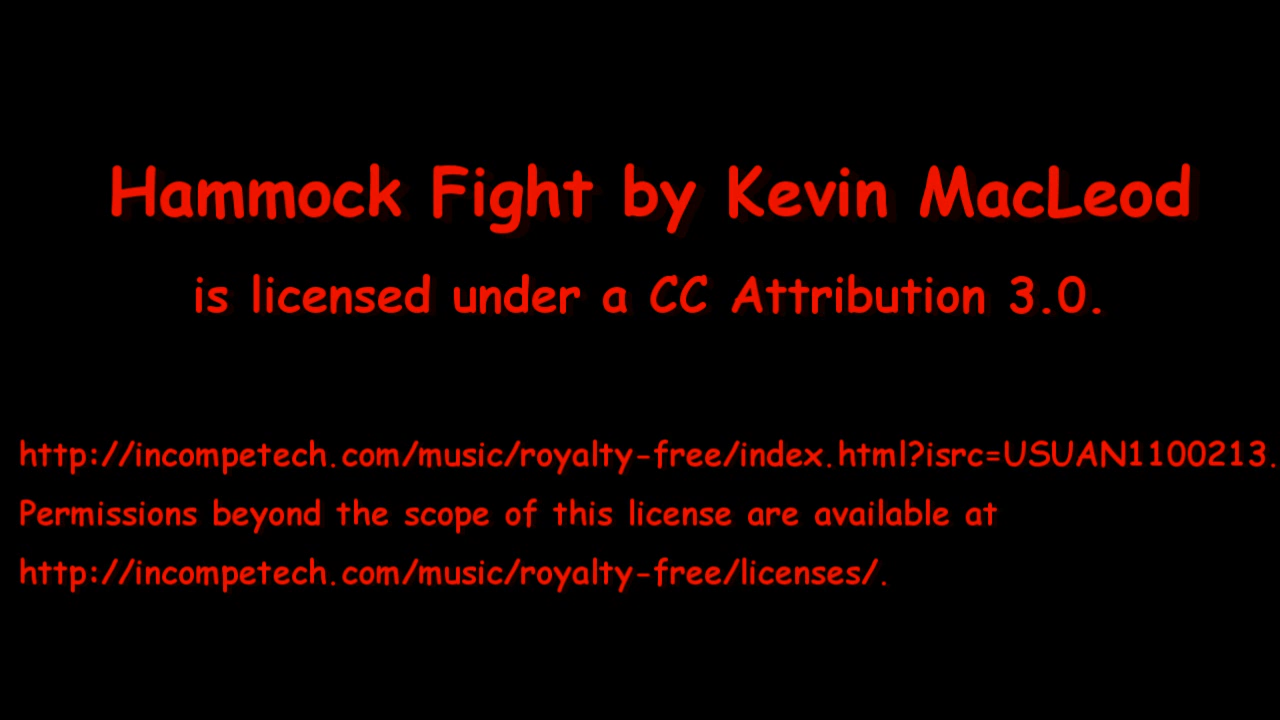 Hammock Fight by Kevin MacLeod
is licensed under a CC Attribution 3.0.
http://incompetech.com/music/royalty-free/index.html?isrc=USUAN1100213.
Permissions beyond the scope of this license are available at
http://incompetech.com/music/royalty-free/licenses/.